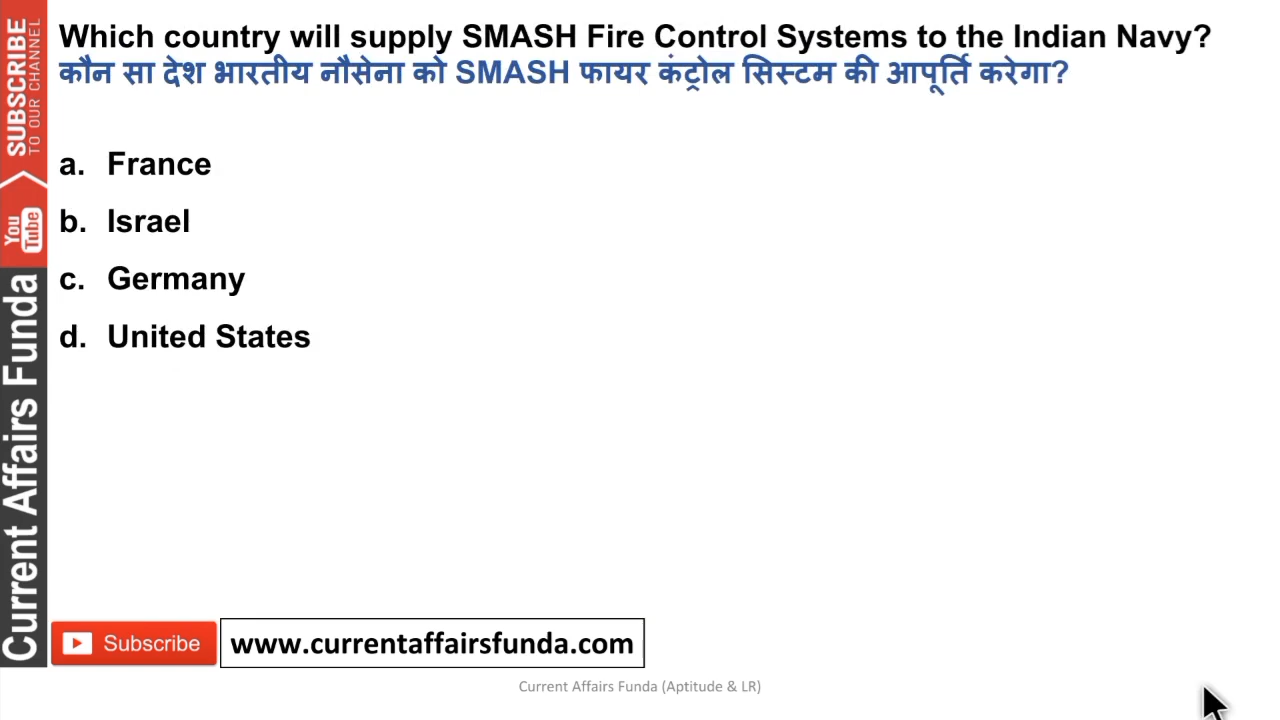 Which country will supply SMASH Fire Control Systems to the Indian Navy?
कौन सा देश भारतीय नौसेना को SMASH फायर कंट्रोल सिस्टम की आपूर्ति करेगा?
a. France
b. Israel
c. Germany
d. United States
SUBSCRIBE
TO OUR CHANNEL
You
Tube
Current Affairs Funda
Subscribe
www.currentaffairsfunda.com
Current Affairs Funda (Aptitude & LR)